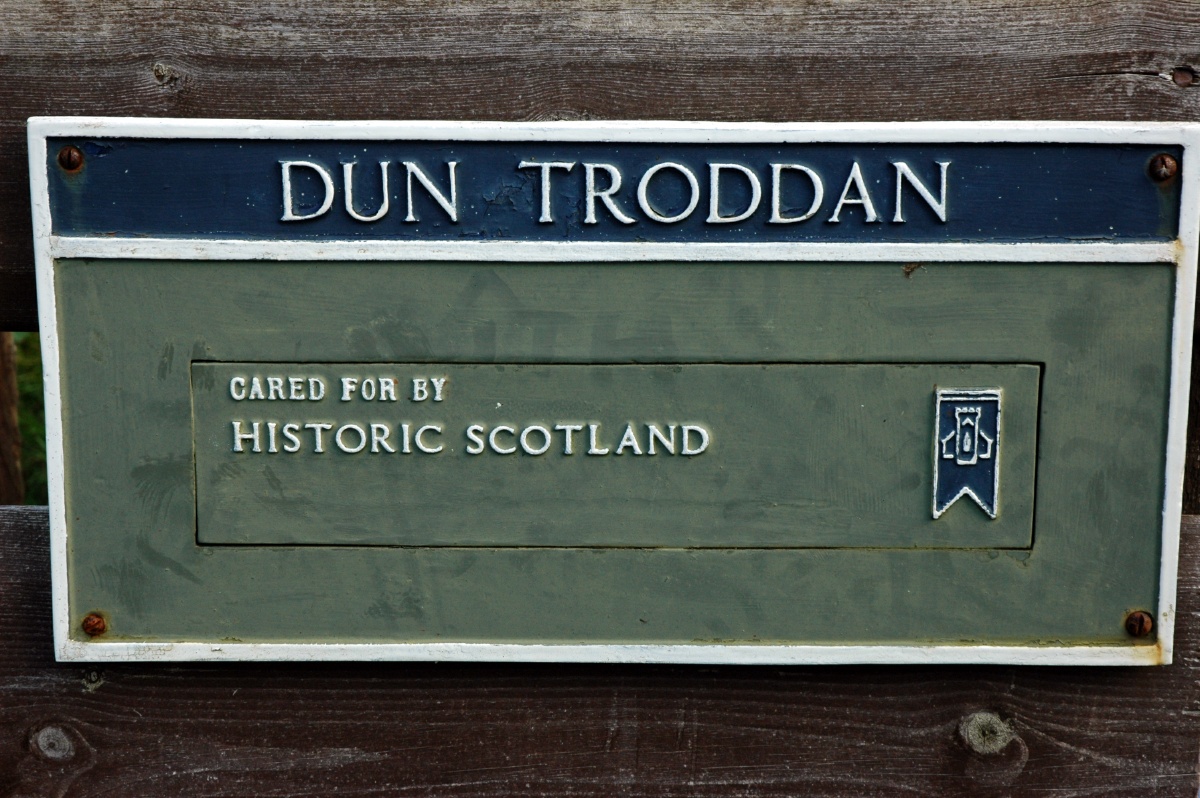 DUN TRODDAN
CARED FOR BY
HISTORIC SCOTLAND